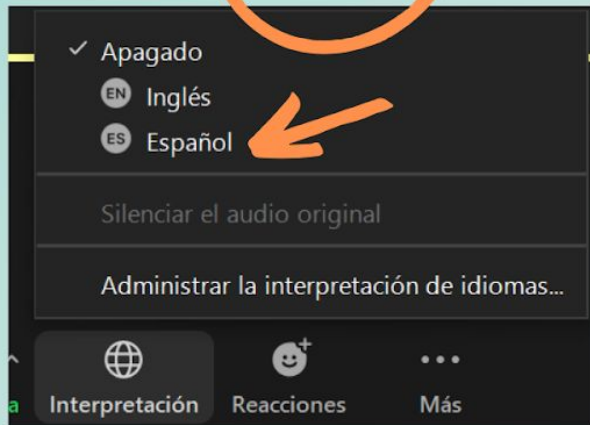 Apagado
EN Inglés
ES Español
Silenciar el audio original
Administrar la interpretación de idiomas...
a Interpretación Reacciones Más